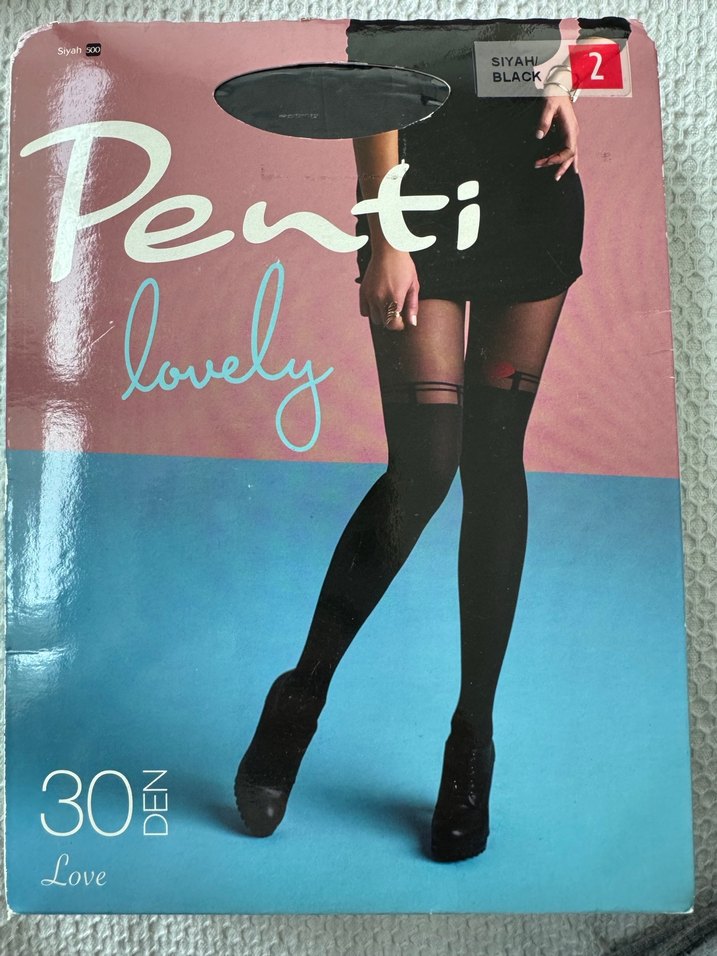 Siyah 500
SIYAH/
BLACK
2
Penti
lovely
30 DEN
Love